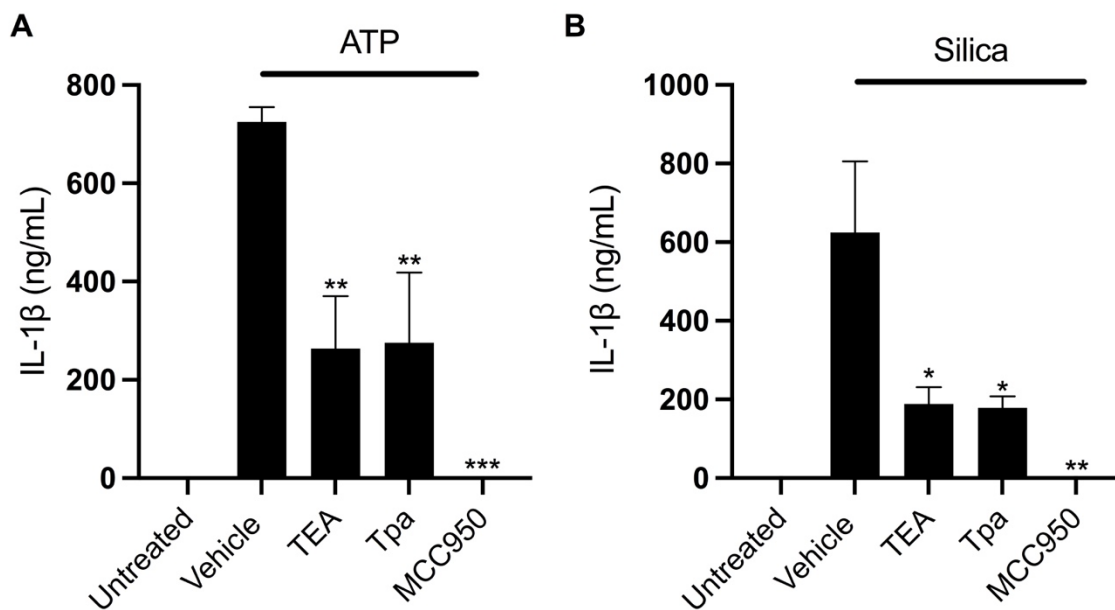 A
ATP
IL-1β (ng/mL)
800
600
400
200
0
**
**
***
Untreated
Vehicle
TEA
Tpa
MCC950
B
Silica
IL-1β (ng/mL)
1000
800
600
400
200
0
*
*
**
Untreated
Vehicle
TEA
Tpa
MCC950